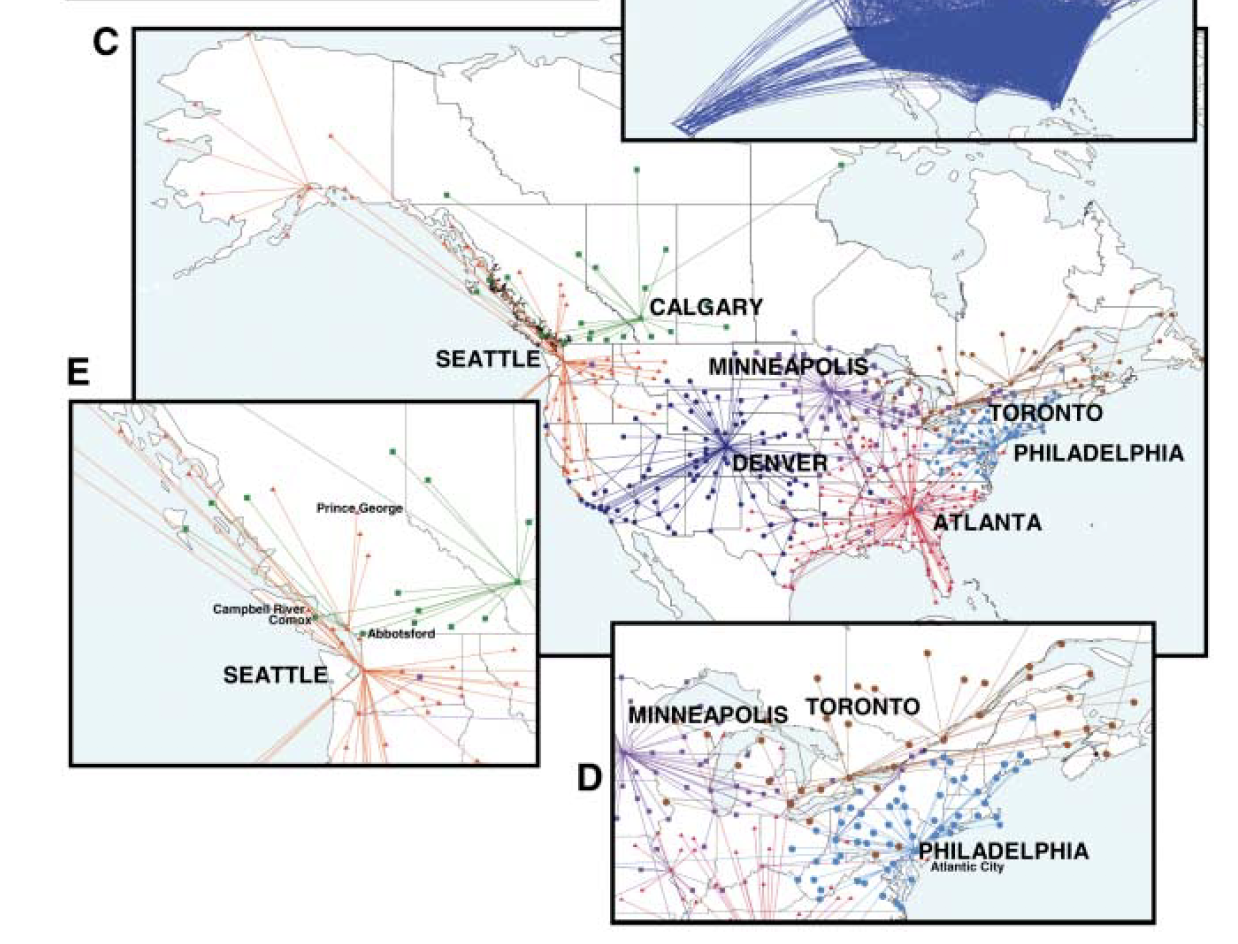 C
CALGARY
SEATTLE
MINNEAPOLIS
E
TORONTO
PHILADELPHIA
DENVER
ATLANTA
Prince George
Campbell River
Comox
Abbotsford
SEATTLE
TORONTO
MINNEAPOLIS
D
PHILADELPHIA
Atlantic City